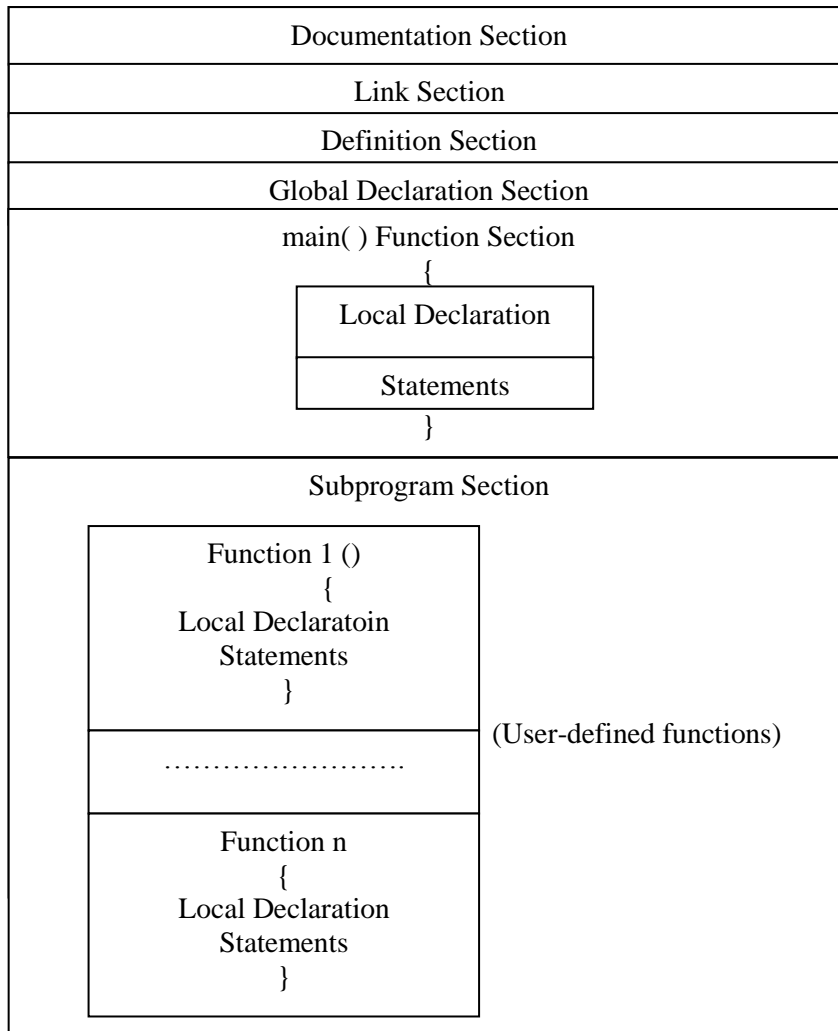 Documentation Section
Link Section
Definition Section
Global Declaration Section
main( ) Function Section
{
Local Declaration
Statements
}
Subprogram Section
Function 1 ()
{
Local Declaratoin
Statements
}
(User-defined functions)
…………………….
Function n
{
Local Declaration
Statements
}